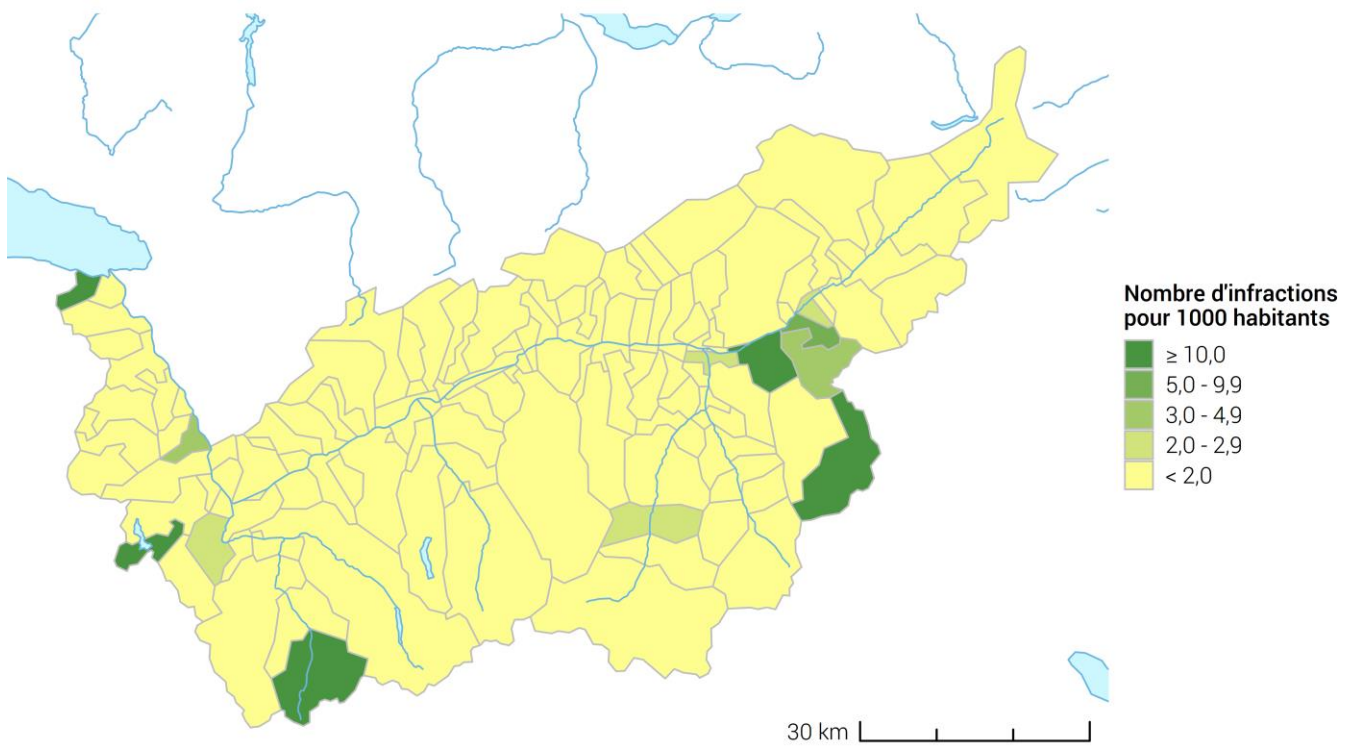 Nombre d'infractions
pour 1000 habitants
≥ 10,0
5,0 - 9,9
3,0 - 4,9
2,0 - 2,9
< 2,0
30 km